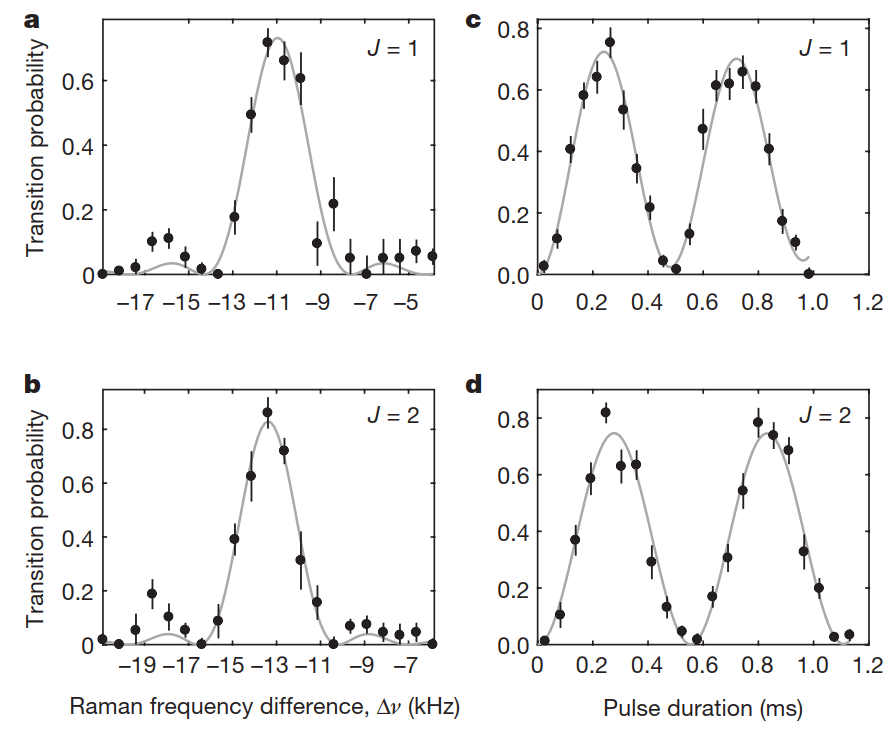 a
J = 1
Transition probability
0.6
0.4
0.2
0
–17 –15 –13 –11 –9 –7 –5
c
J = 1
0.8
0.6
0.4
0.2
0.0
0 0.2 0.4 0.6 0.8 1.0 1.2
b
J = 2
Transition probability
0.8
0.6
0.4
0.2
0
–19 –17 –15 –13 –11 –9 –7
Raman frequency difference, Δν (kHz)
d
J = 2
0.8
0.6
0.4
0.2
0.0
0 0.2 0.4 0.6 0.8 1.0 1.2
Pulse duration (ms)